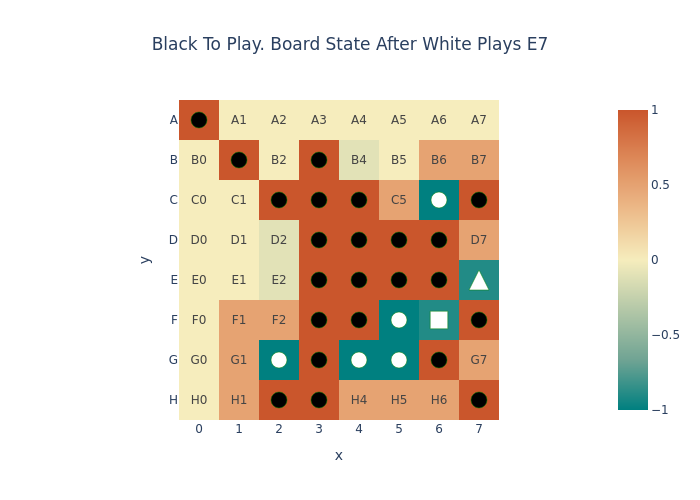 Black To Play. Board State After White Plays E7
A A1 A2 A3 A4 A5 A6 A7
B B0 B2 B4 B5 B6 B7
C C0 C1 C5
D D0 D1 D2 D7
E E0 E1 E2
F F0 F1 F2
G G0 G1 G7
H H0 H1 H4 H5 H6
0 1 2 3 4 5 6 7
x
y
1
0.5
0
−0.5
−1